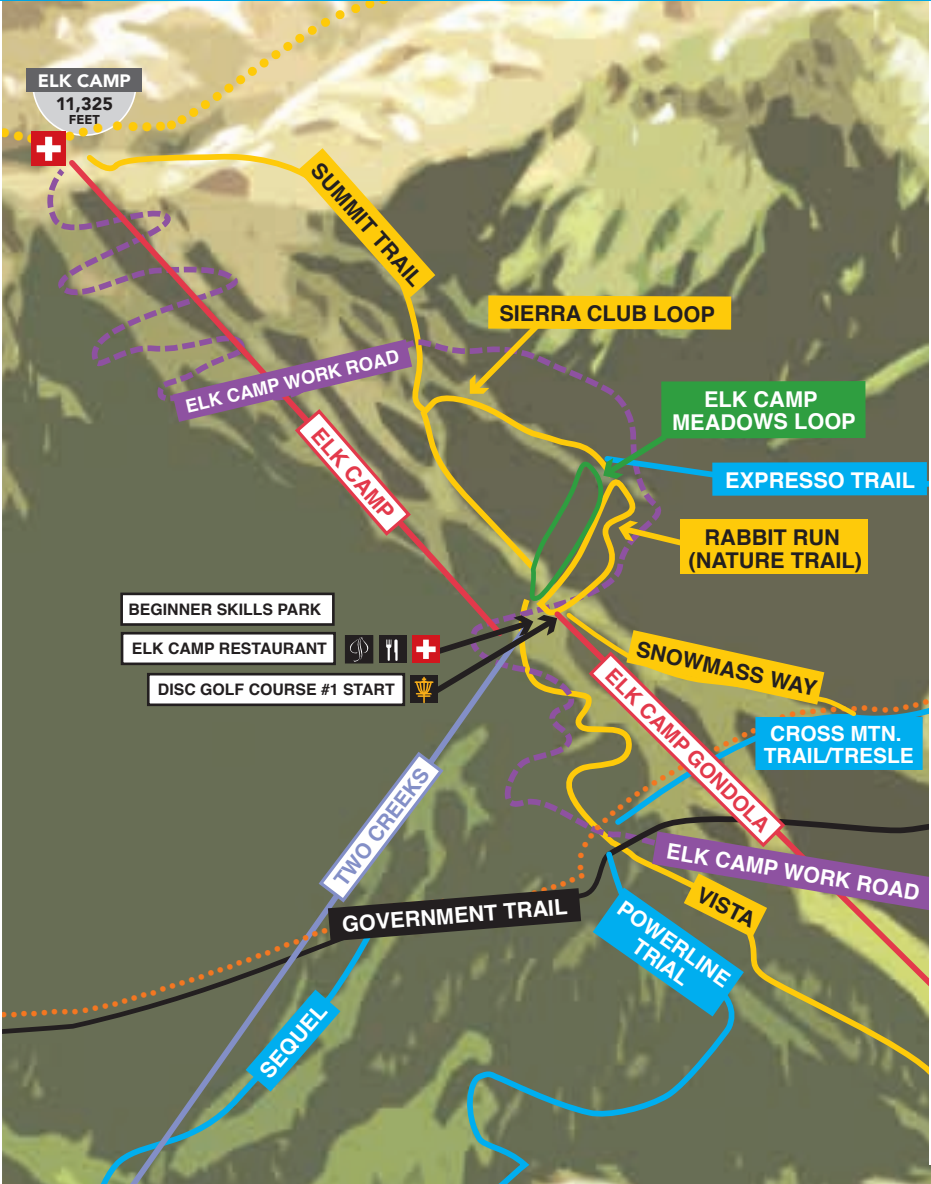 ELK CAMP
11,325
FEET
SUMMIT TRAIL
SIERRA CLUB LOOP
ELK CAMP WORK ROAD
ELK CAMP
MEADOWS LOOP
ELK CAMP
EXPRESSO TRAIL
RABBIT RUN
(NATURE TRAIL)
BEGINNER SKILLS PARK
ELK CAMP RESTAURANT
DISC GOLF COURSE #1 START
SNOWMASS WAY
ELK CAMP GONDOLA
CROSS MTN.
TRAIL/TRESLE
TWO CREEKS
ELK CAMP WORK ROAD
GOVERNMENT TRAIL
VISTA
POWERLINE
TRIAL
SEQUEL